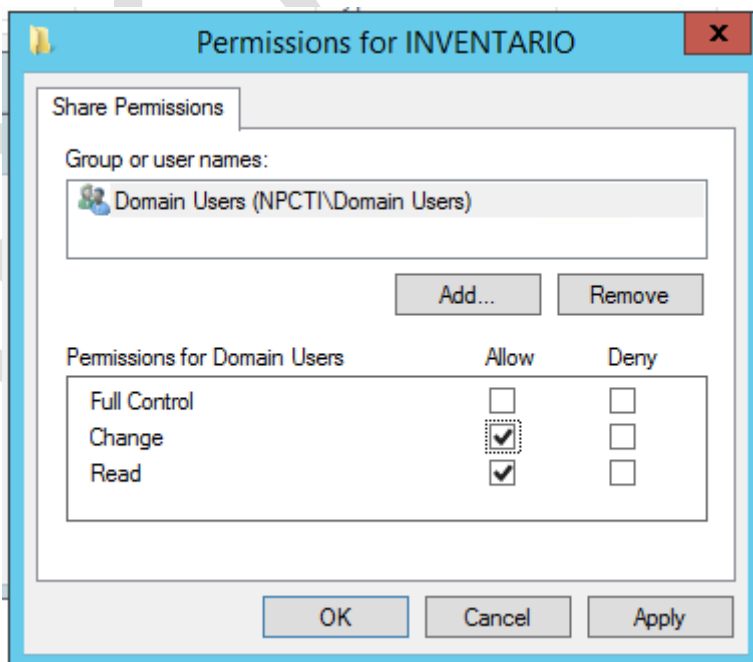 Permissions for INVENTARIO
x
Share Permissions
Group or user names:
Domain Users (NPCTI\Domain Users)
Add... Remove
Permissions for Domain Users Allow Deny
Full Control
Change
Read
OK Cancel Apply